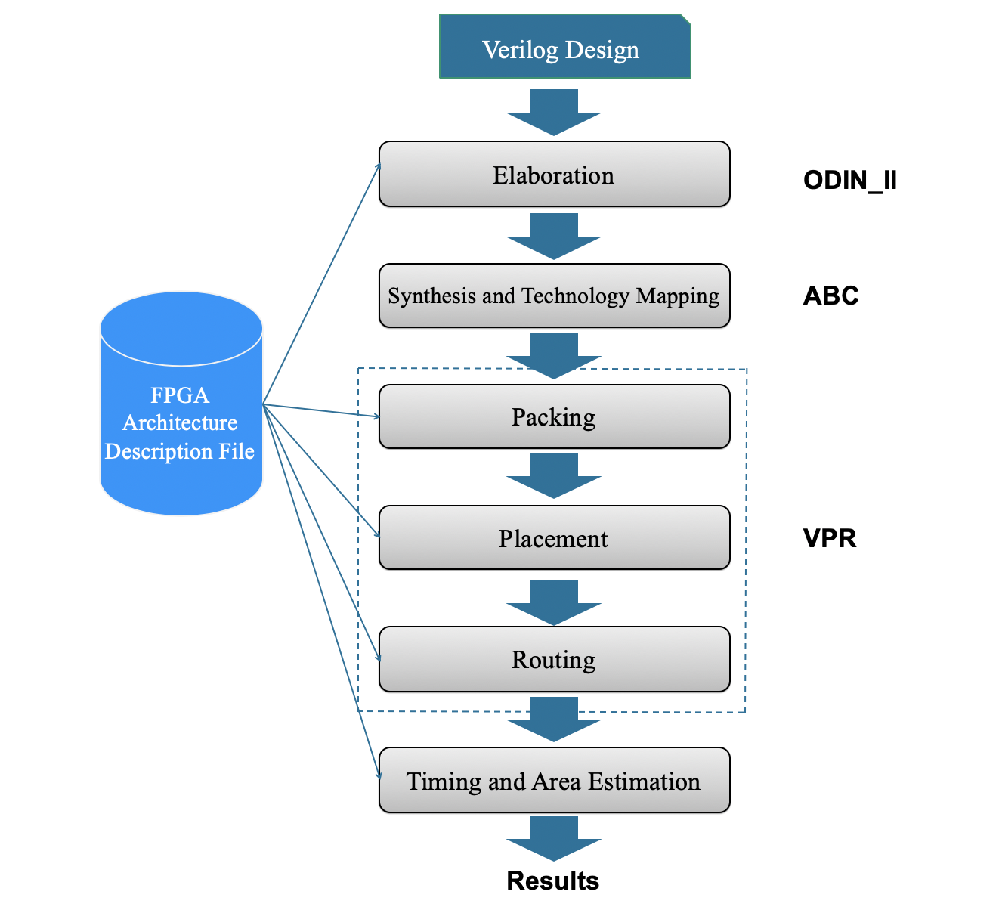 Verilog Design
Elaboration
ODIN_II
Synthesis and Technology Mapping
ABC
FPGA
Architecture
Description File
Packing
Placement
VPR
Routing
Timing and Area Estimation
Results